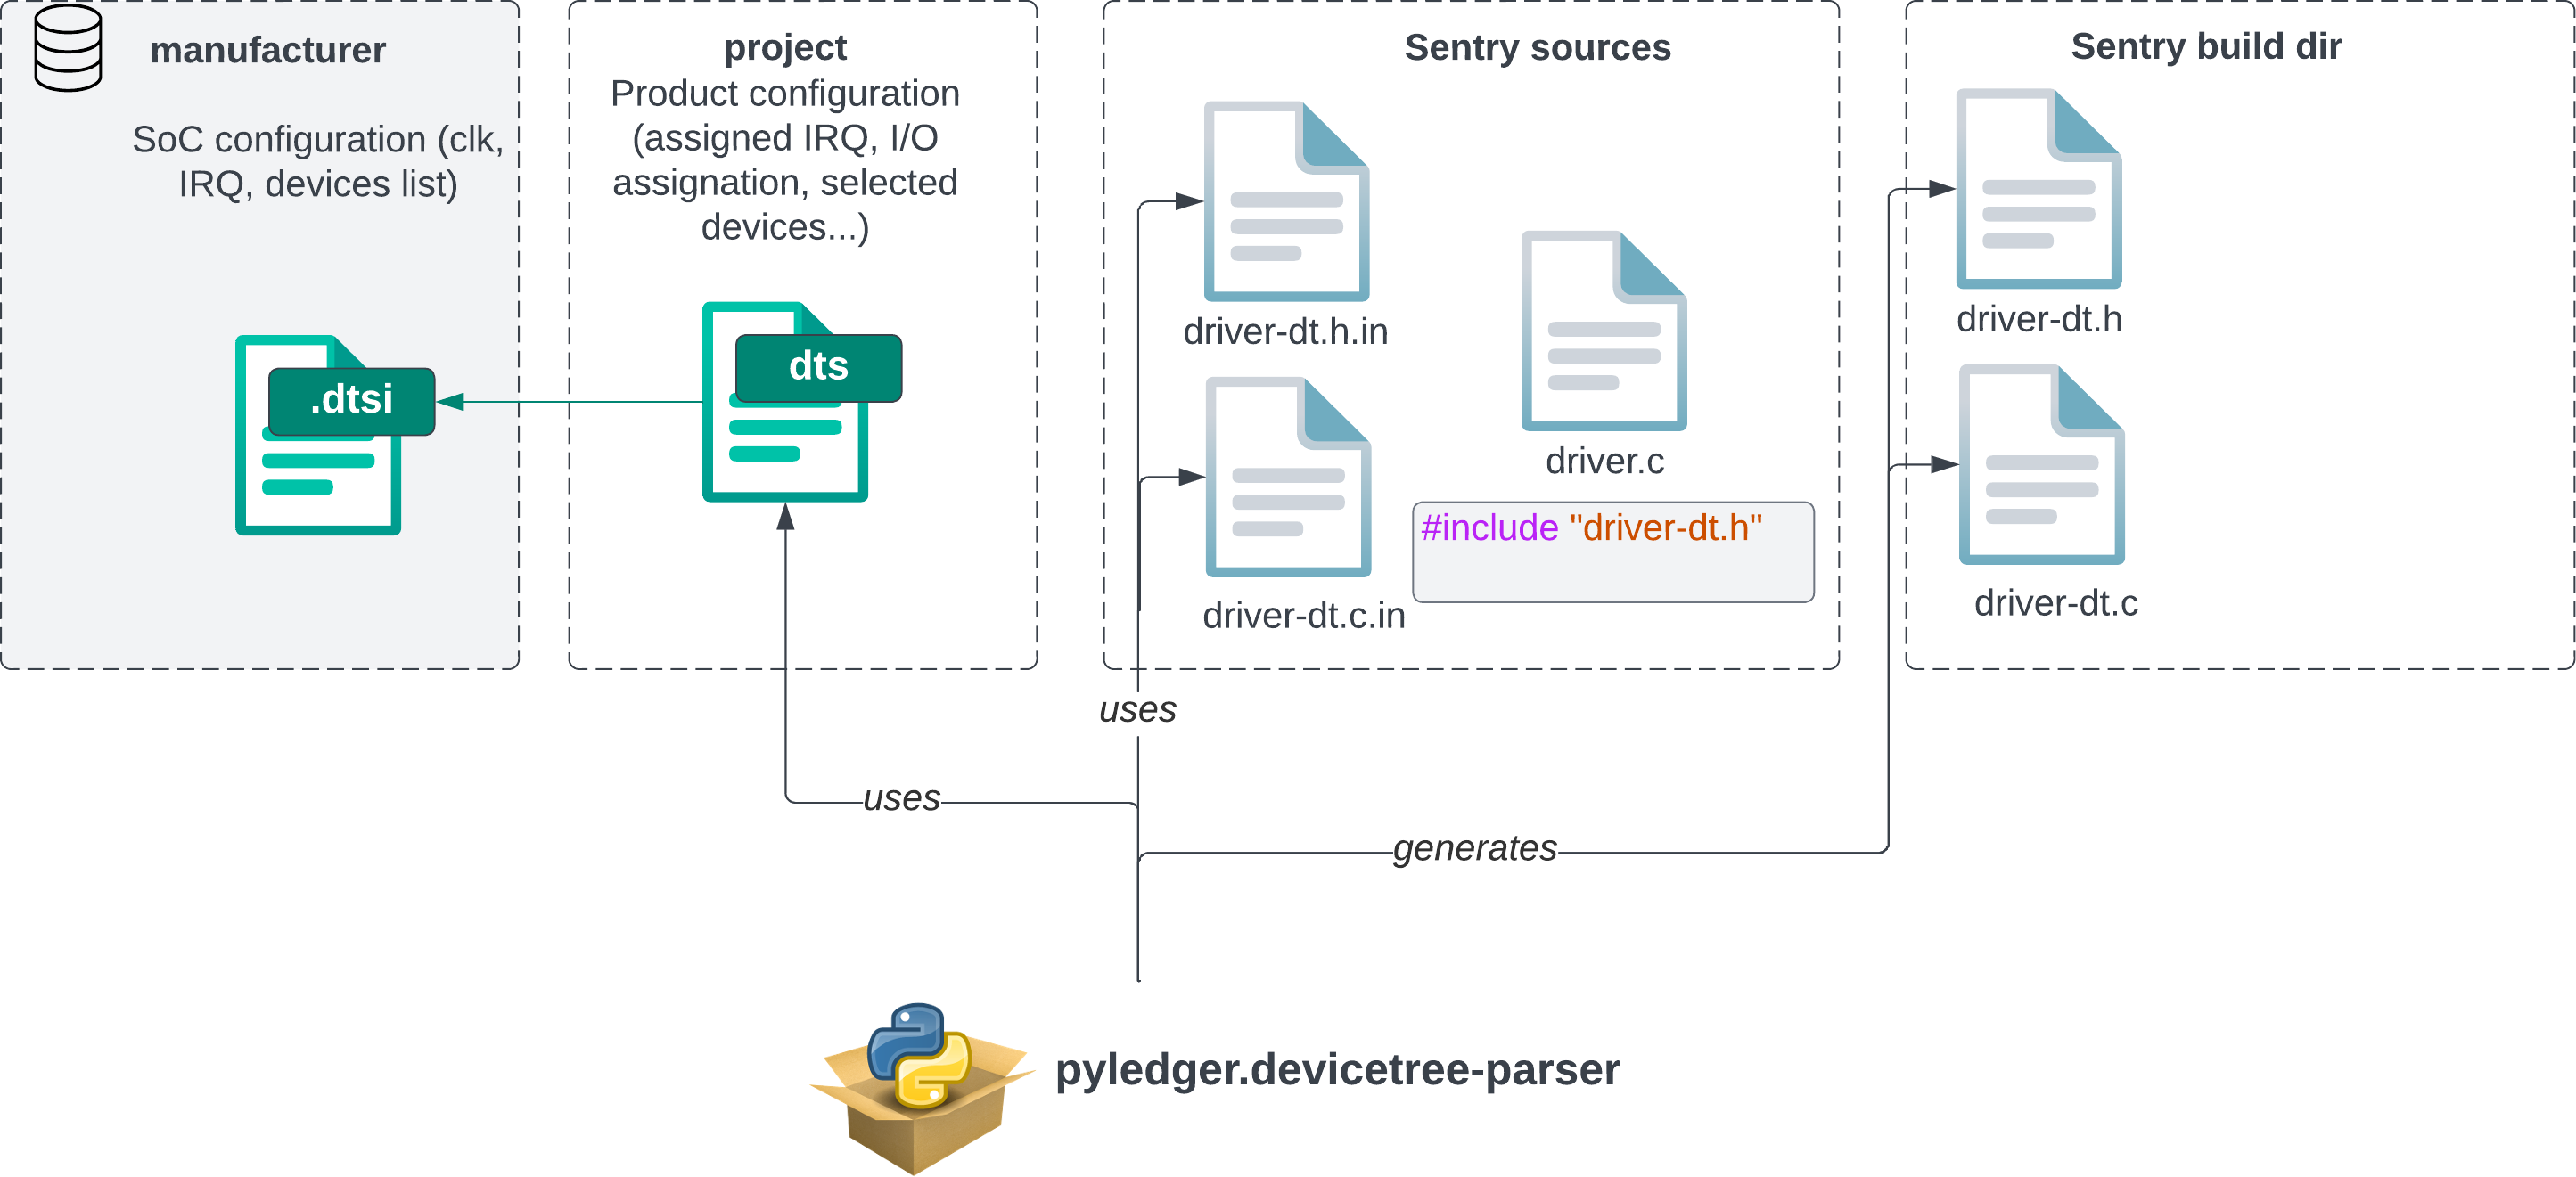 manufacturer
SoC configuration (clk,
IRQ, devices list)
.dtsi
project
Product configuration
(assigned IRQ, I/O
assignation, selected
devices...)
dts
Sentry sources
driver-dt.h.in
driver.c
#include "driver-dt.h"
driver-dt.c.in
Sentry build dir
driver-dt.h
driver-dt.c
uses
uses
generates
pyledger.devicetree-parser